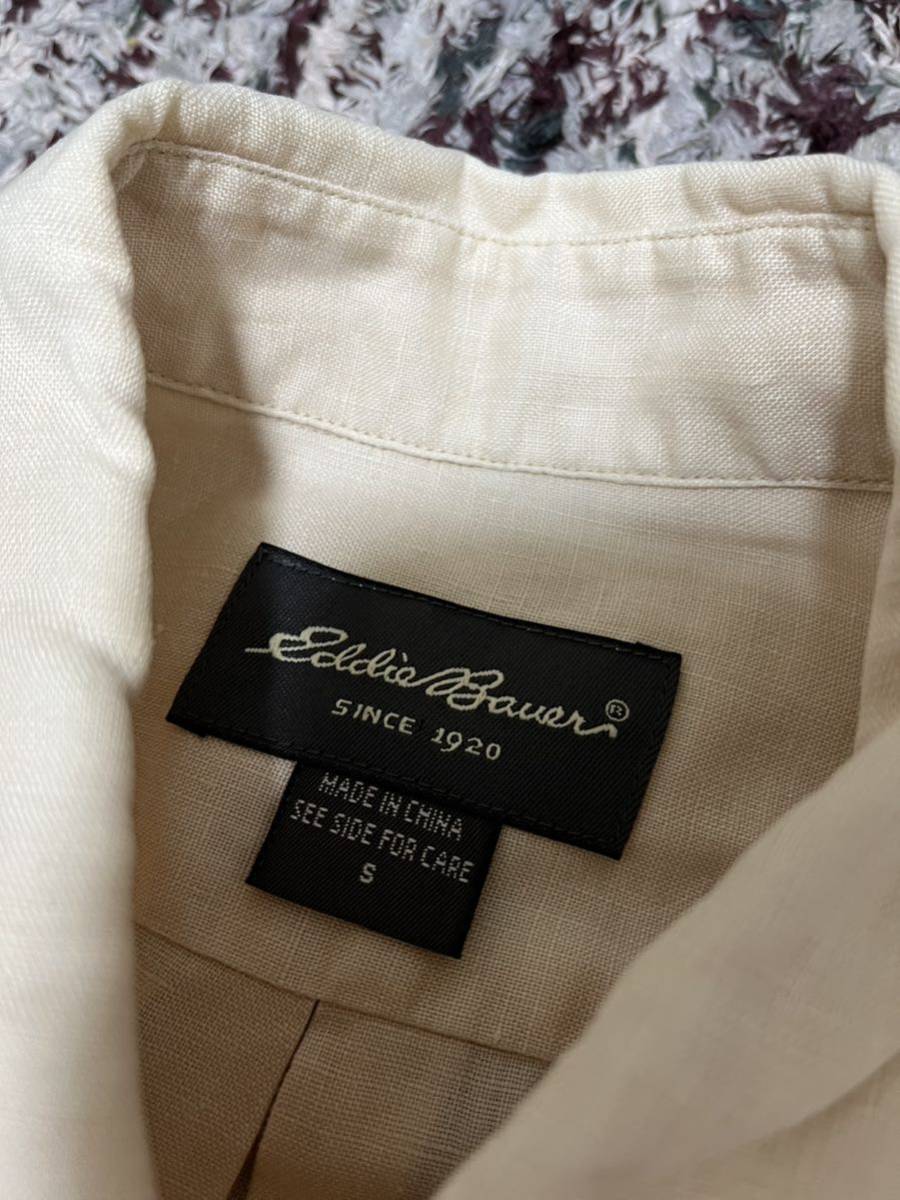 Eddie Bauer®
SINCE 1920
MADE IN CHINA
SEE SIDE FOR CARE
S